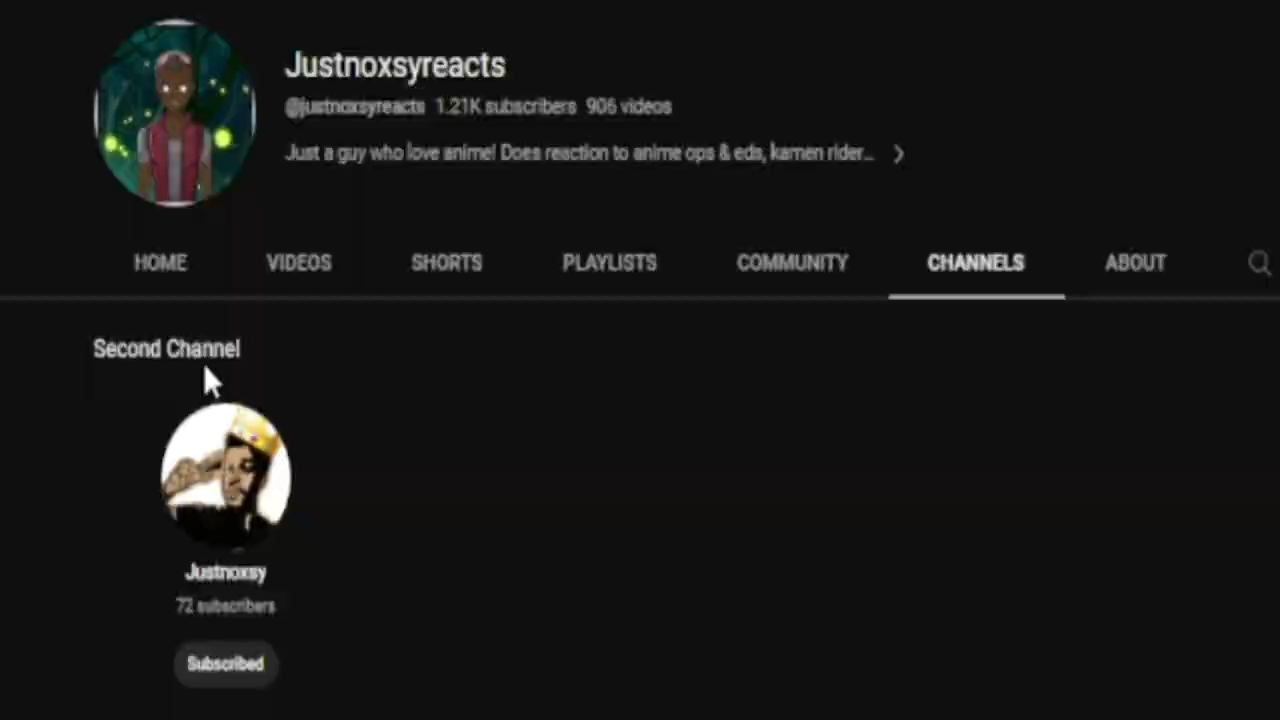 Justnoxsyreacts
@justnoxsyreacts 1.21K subscribers 906 videos
Just a guy who love anime! Does reaction to anime ops & eds, kamen rider...
HOME VIDEOS SHORTS PLAYLISTS COMMUNITY CHANNELS ABOUT
Second Channel
Justnoxsy
72 subscribers
Subscribed